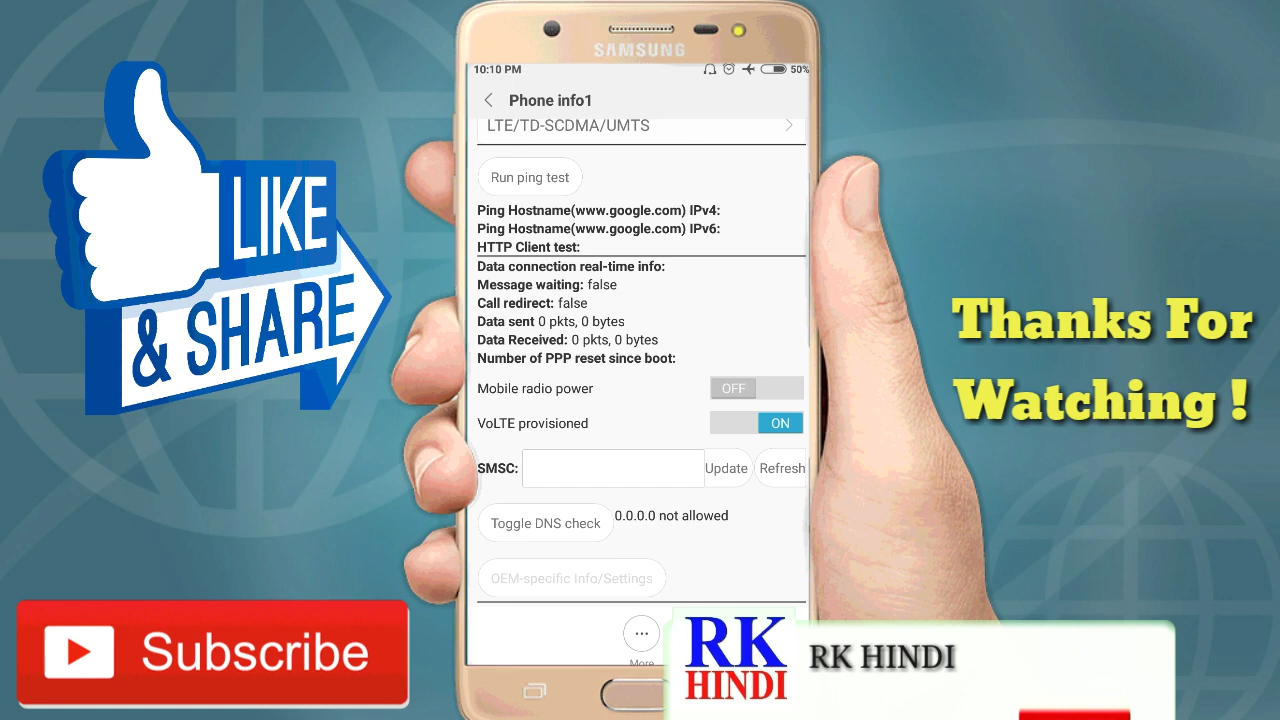 LIKE
& SHARE
Subscribe
SAMSUNG
10:10 PM
50%
Phone info1
LTE/TD-SCDMA/UMTS
Run ping test
Ping Hostname(www.google.com) IPv4:
Ping Hostname(www.google.com) IPv6:
HTTP Client test:
Data connection real-time info:
Message waiting: false
Call redirect: false
Data sent 0 pkts, 0 bytes
Data Received: 0 pkts, 0 bytes
Number of PPP reset since boot:
Mobile radio power OFF
VoLTE provisioned ON
SMSC: Update Refresh
Toggle DNS check 0.0.0.0 not allowed
OEM-specific Info/Settings
More
Thanks For
Watching !
RK
HINDI
RK HINDI